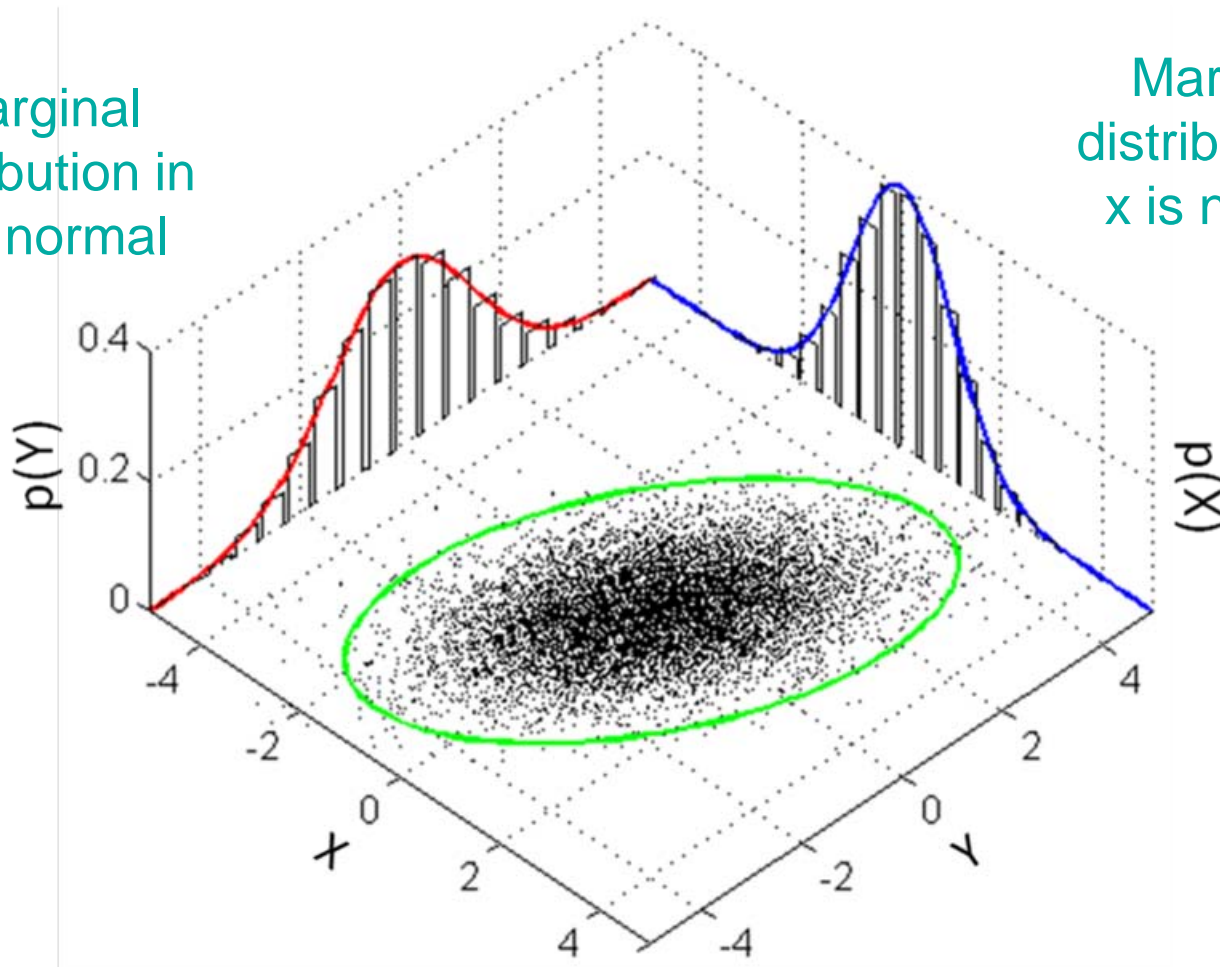 arginal
bution in
normal
Mar
distrib
x is n
0.4
0.2
0
p(Y)
p(X)
-4
-2
0
2
4
X
4
2
0
-2
-4
Y